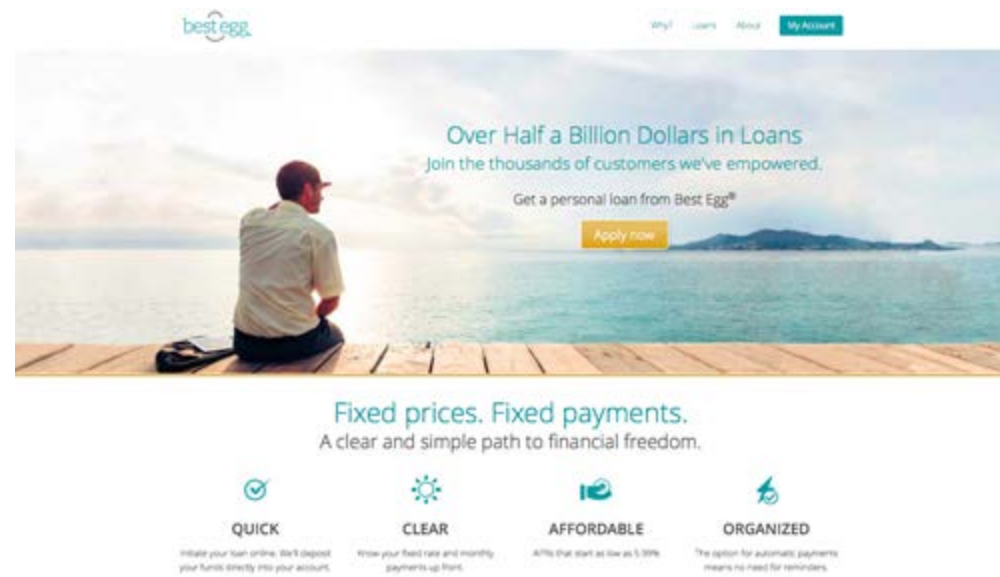 best egg
Why? Loans About My Account
Over Half a Billion Dollars in Loans
Join the thousands of customers we've empowered.
Get a personal loan from Best Egg®
Apply now
Fixed prices. Fixed payments.
A clear and simple path to financial freedom.
QUICK
Initiate your loan online. We'll deposit
your funds directly into your account.
CLEAR
Know your fixed rate and monthly
payments up front.
AFFORDABLE
APRs that start as low as 5.99%
ORGANIZED
The option for automatic payments
means no need for reminders.